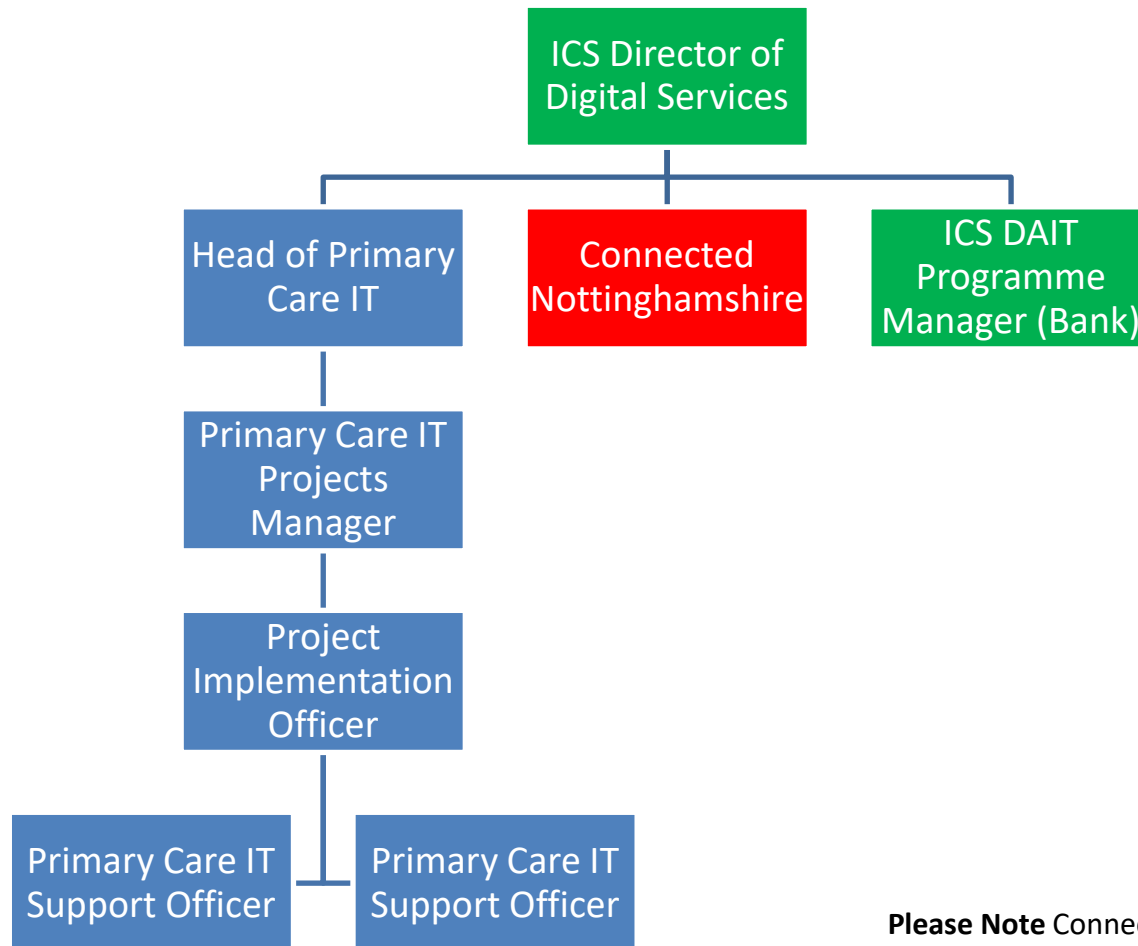 ICS Director of
Digital Services
Head of Primary
Care IT
Connected
Nottinghamshire
ICS DAIT
Programme
Manager (Bank)
Primary Care IT
Projects
Manager
Project
Implementation
Officer
Primary Care IT
Support Officer
Primary Care IT
Support Officer
Please Note